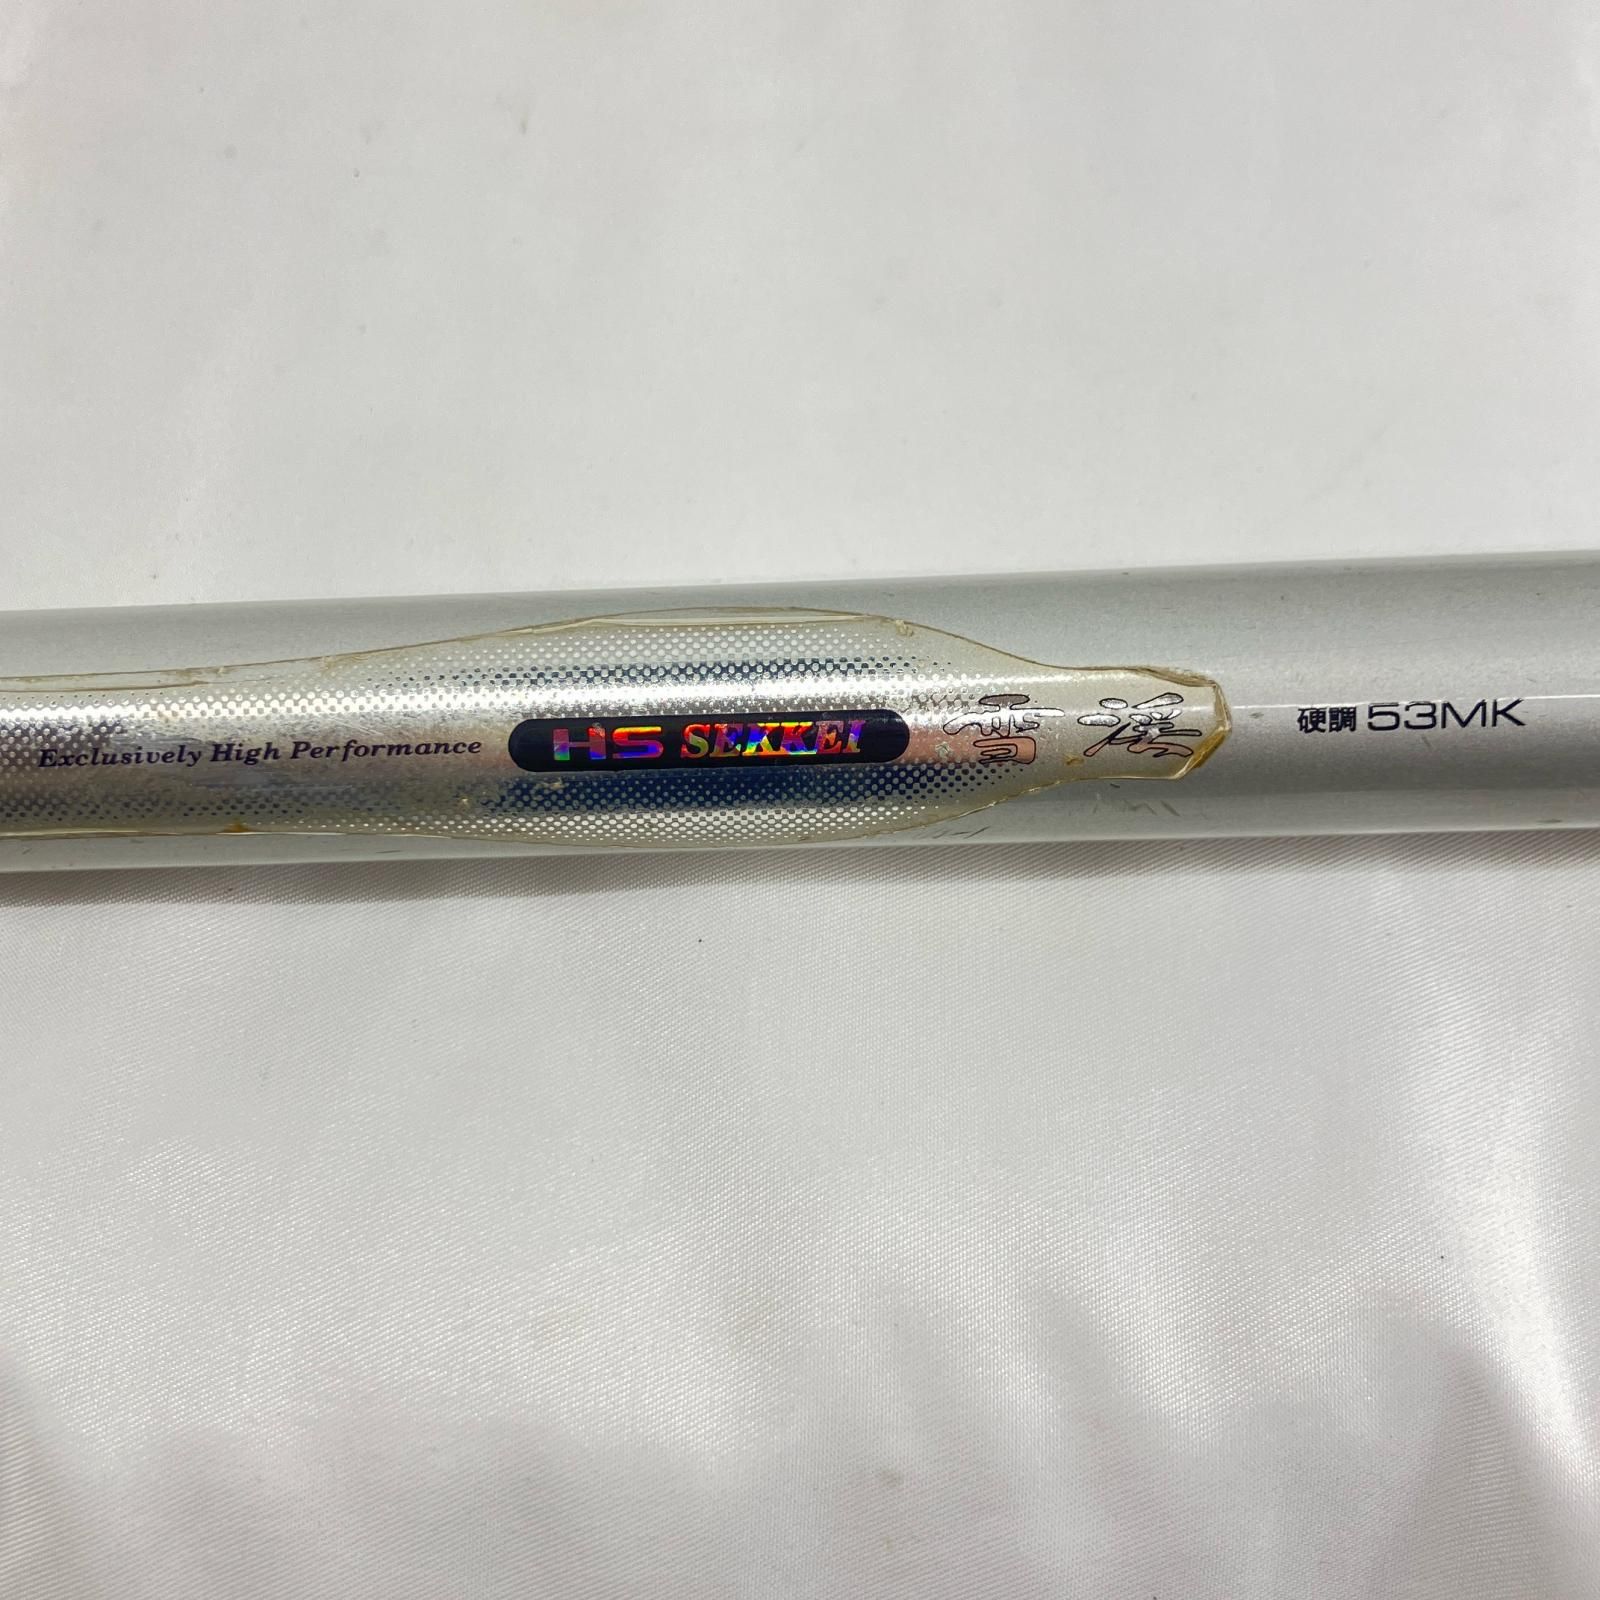 Exclusively High Performance HS SEKKEI 雪渓 硬調 53MK